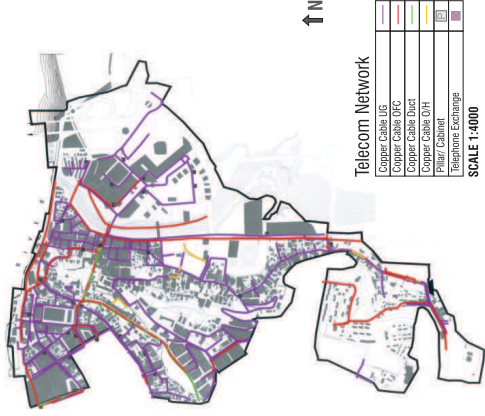 N
Telecom Network
Copper Cable UG
Copper Cable OFC
Copper Cable Duct
Copper Cable O/H
Pillar/ Cabinet
P
Telephone Exchange
SCALE 1:4000